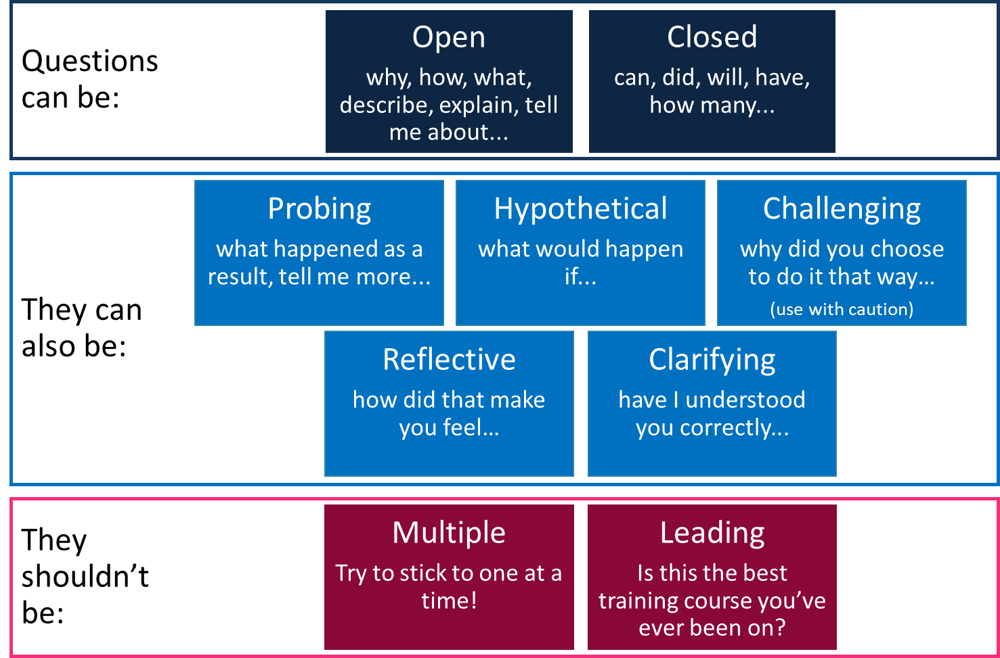 Questions
can be:
Open
why, how, what,
describe, explain, tell
me about...
Closed
can, did, will, have,
how many...
They can
also be:
Probing
what happened as a
result, tell me more...
Hypothetical
what would happen
if...
Challenging
why did you choose
to do it that way...
(use with caution)
Reflective
how did that make
you feel...
Clarifying
have I understood
you correctly...
They
shouldn’t
be:
Multiple
Try to stick to one at a
time!
Leading
Is this the best
training course you’ve
ever been on?